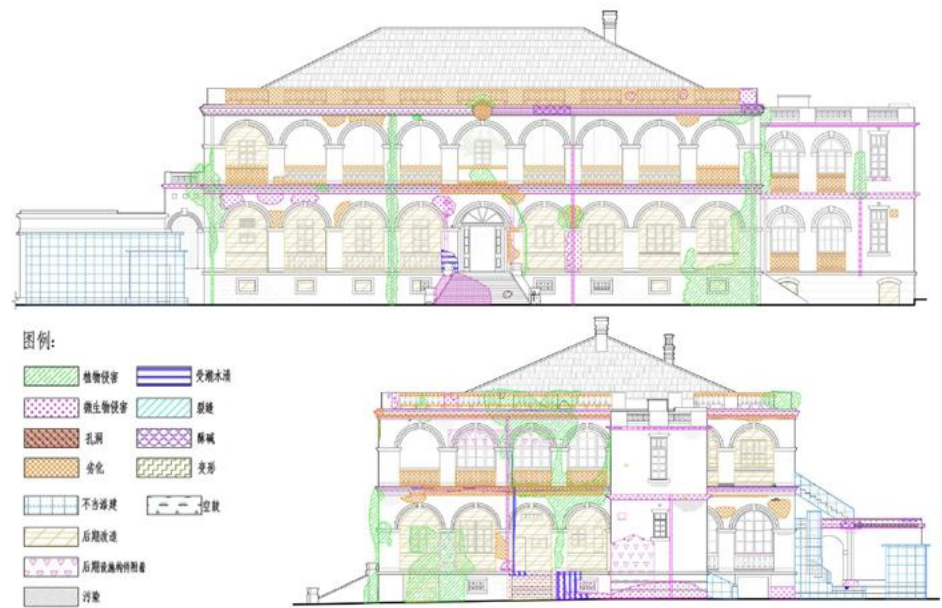 图例:
植物侵害
受潮水渍
微生物侵害
裂缝
孔洞
酥碱
劣化
变形
不当添建
空鼓
后期改造
后期设施构件附着
污染